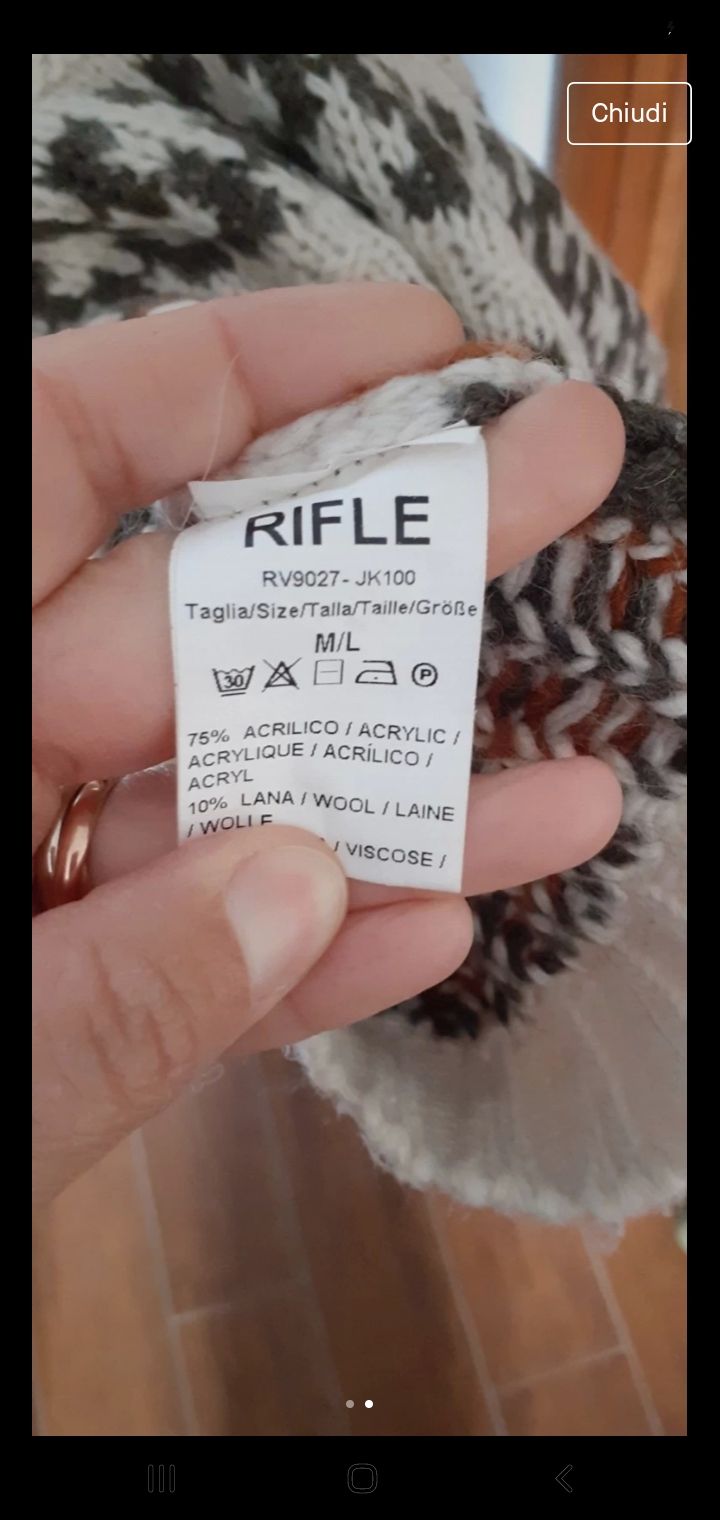 Chiudi
RIFLE
RV9027- JK100
Taglia/Size/Talla/Taille/Größe
M/L
30
P
75% ACRILICO / ACRYLIC /
ACRYLIQUE / ACRÍLICO /
ACRYL
10% LANA / WOOL / LAINE
/ WOLLE
/ VISCOSE /